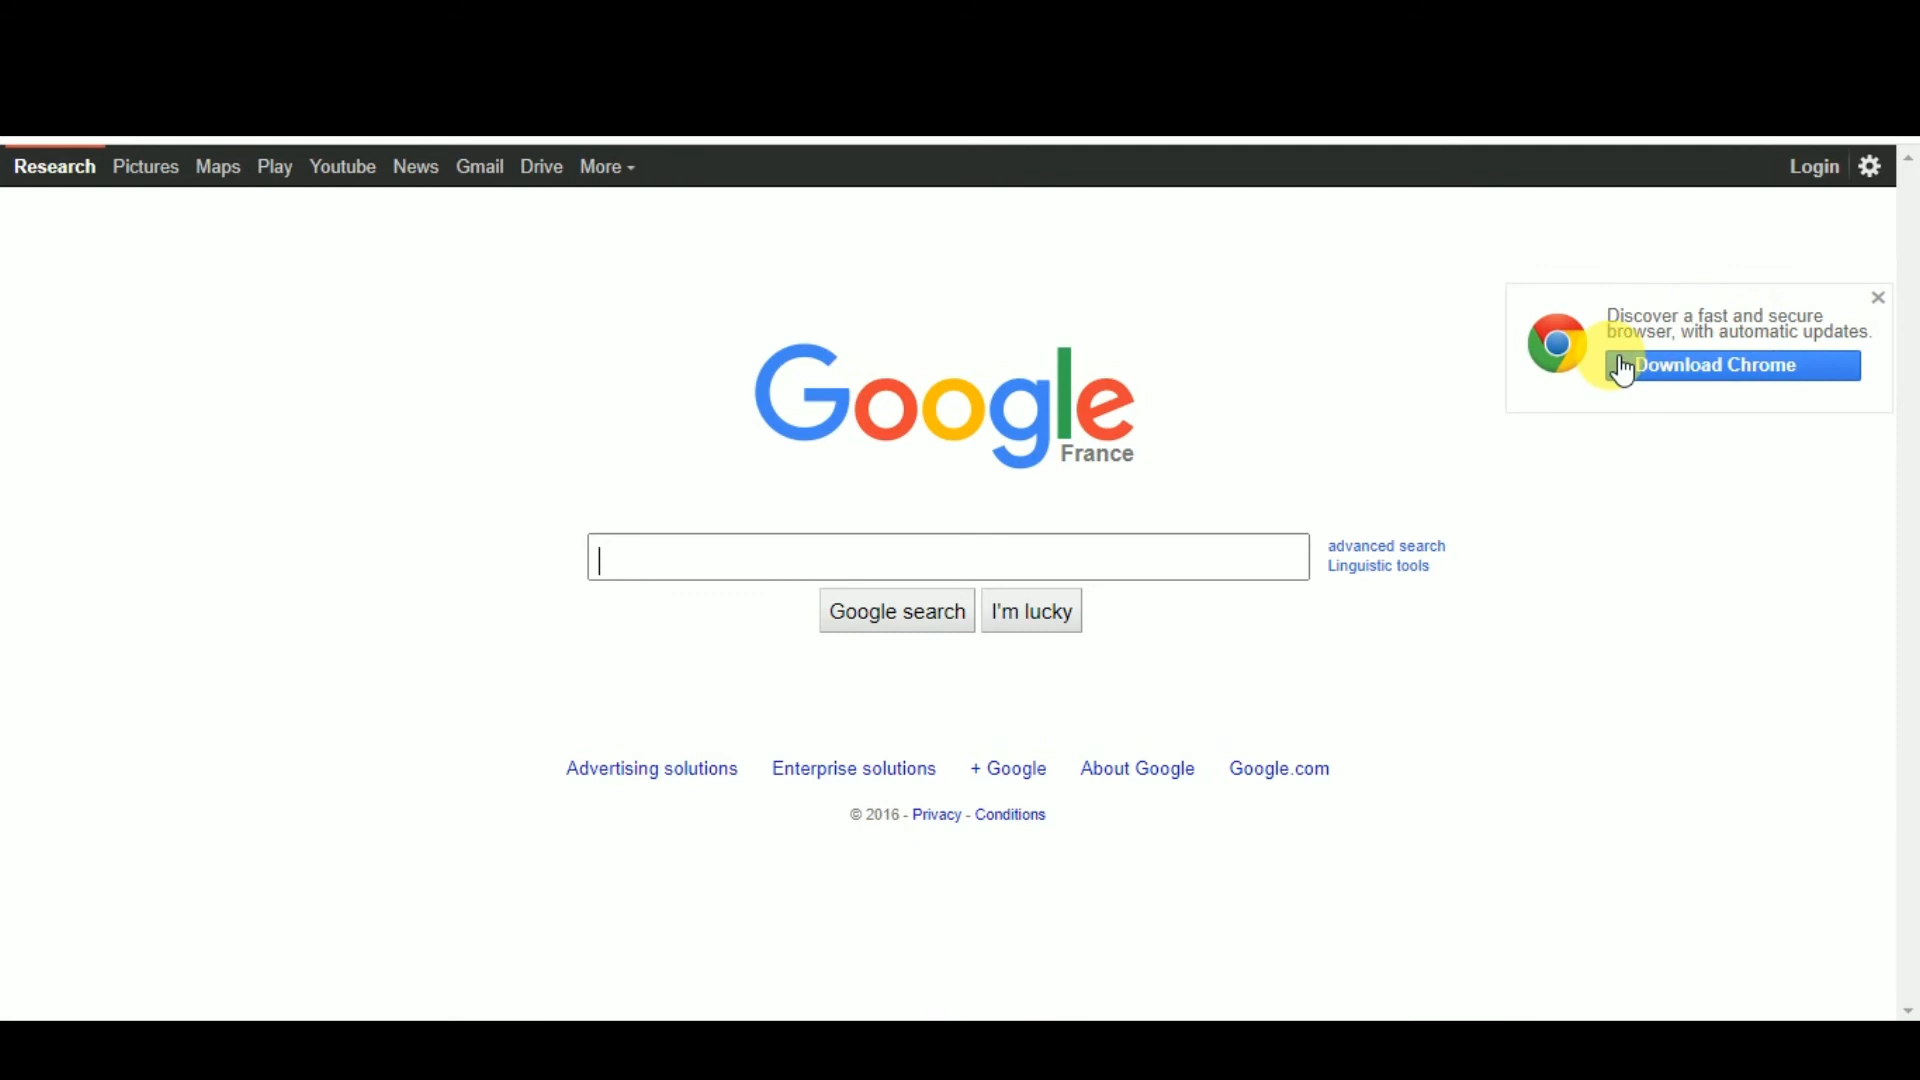 Research Pictures Maps Play Youtube News Gmail Drive More Login
Discover a fast and secure
browser, with automatic updates.
Download Chrome
Google
France
advanced search
Linguistic tools
Google search I'm lucky
Advertising solutions Enterprise solutions + Google About Google Google.com
© 2016 - Privacy - Conditions